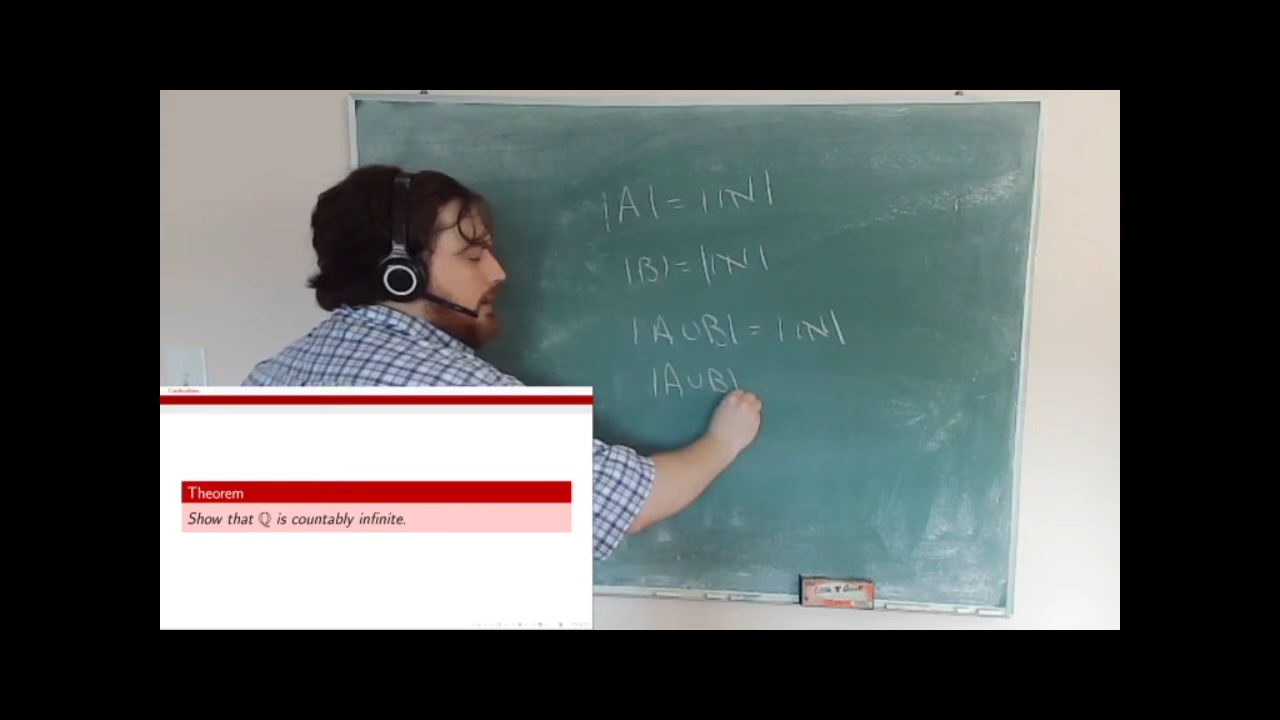 |A| = |ℕ|
|B| = |ℕ|
|A∪B| = |ℕ|
|A∪B|
Theorem
Show that ℚ is countably infinite.